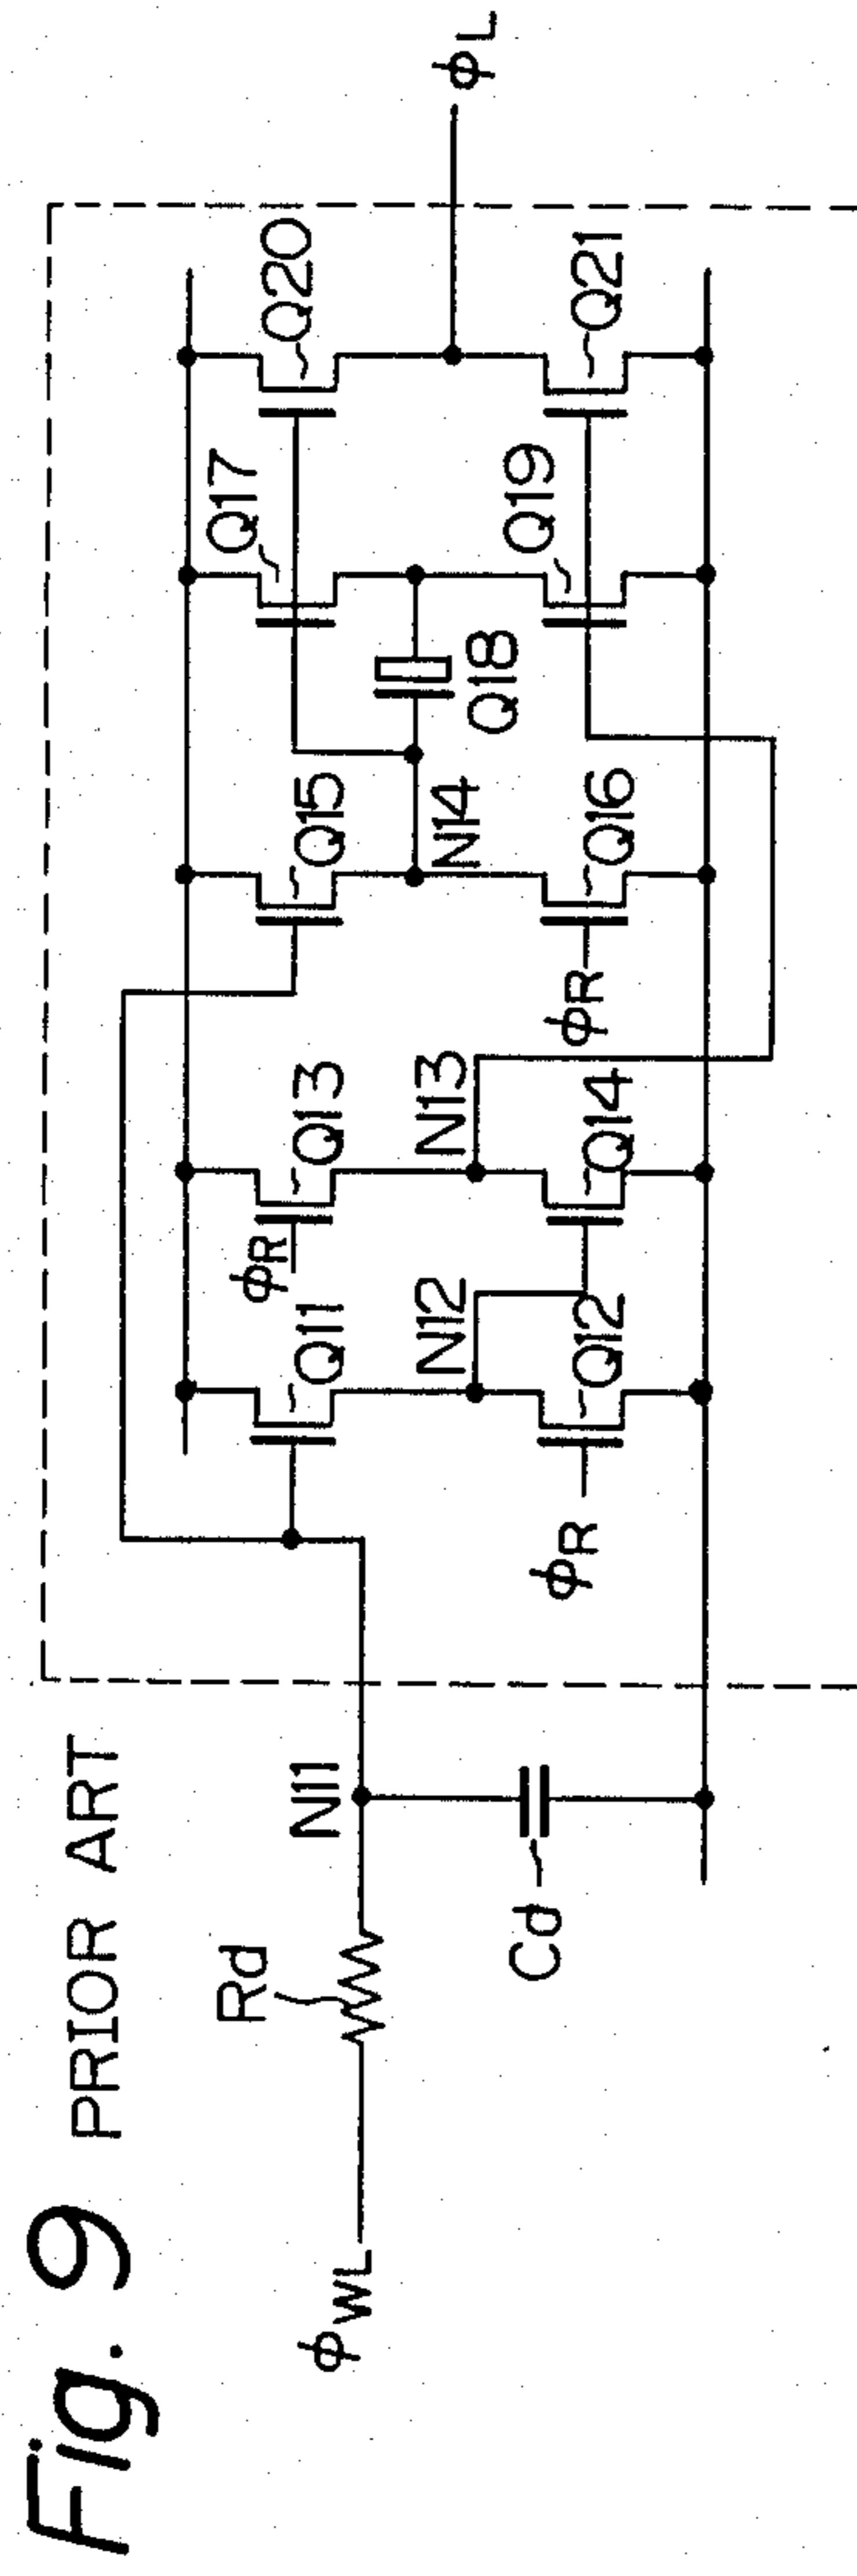 Fig. 9 PRIOR ART
ϕWL
Rd
N11
Cd
ϕR
Q11
N12
Q12
ϕR
Q13
N13
Q14
ϕR
Q15
N14
Q16
Q17
Q18
Q19
Q20
Q21
ϕL